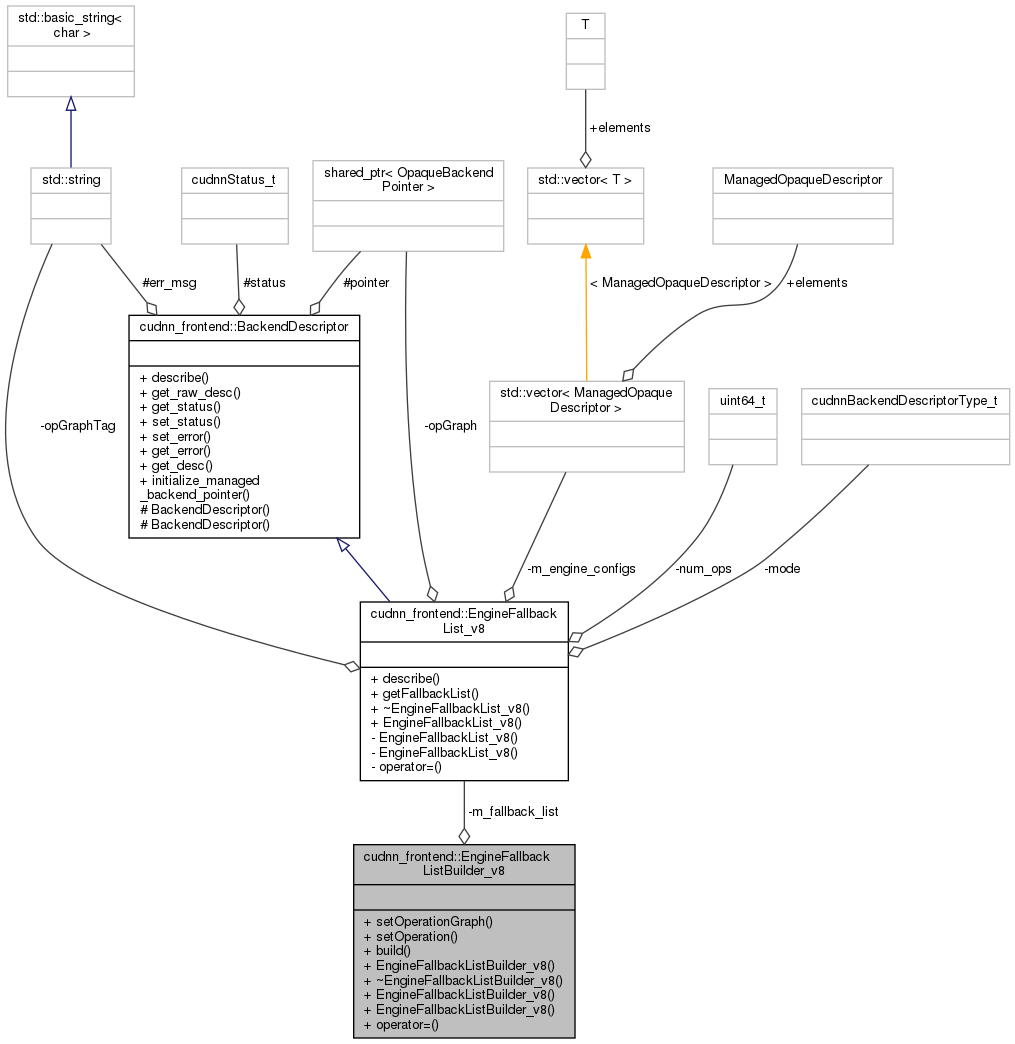 std::basic_string<
char >
T
+elements
std::string
cudnnStatus_t
shared_ptr< OpaqueBackend
Pointer >
std::vector< T >
ManagedOpaqueDescriptor
#err_msg
#status
#pointer
< ManagedOpaqueDescriptor >
+elements
cudnn_frontend::BackendDescriptor
+ describe()
+ get_raw_desc()
+ get_status()
+ set_status()
+ set_error()
+ get_error()
+ get_desc()
+ initialize_managed
_backend_pointer()
# BackendDescriptor()
# BackendDescriptor()
std::vector< ManagedOpaque
Descriptor >
uint64_t
cudnnBackendDescriptorType_t
-opGraphTag
-opGraph
-m_engine_configs
-num_ops
-mode
cudnn_frontend::EngineFallback
List_v8
+ describe()
+ getFallbackList()
+ ~EngineFallbackList_v8()
+ EngineFallbackList_v8()
- EngineFallbackList_v8()
- EngineFallbackList_v8()
- operator=()
-m_fallback_list
cudnn_frontend::EngineFallback
ListBuilder_v8
+ setOperationGraph()
+ setOperation()
+ build()
+ EngineFallbackListBuilder_v8()
+ ~EngineFallbackListBuilder_v8()
+ EngineFallbackListBuilder_v8()
+ EngineFallbackListBuilder_v8()
+ operator=()